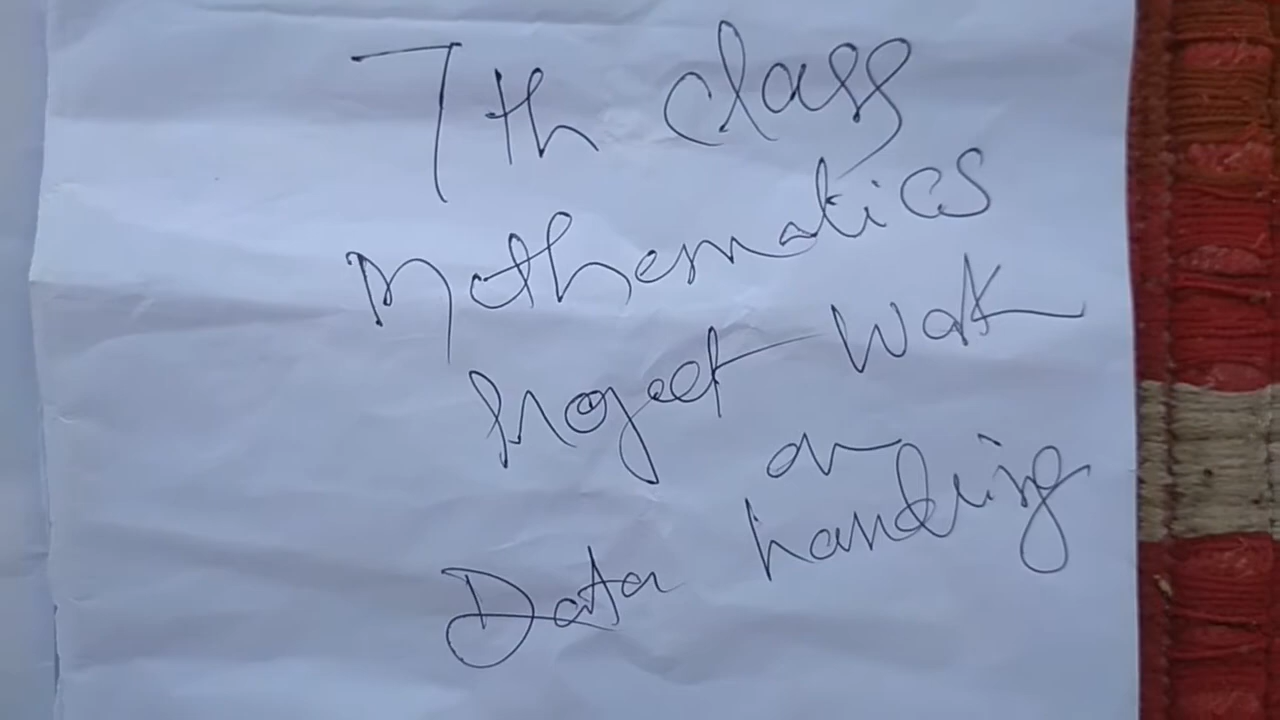 7th class
Mathematics
Project Work
on
Data handling